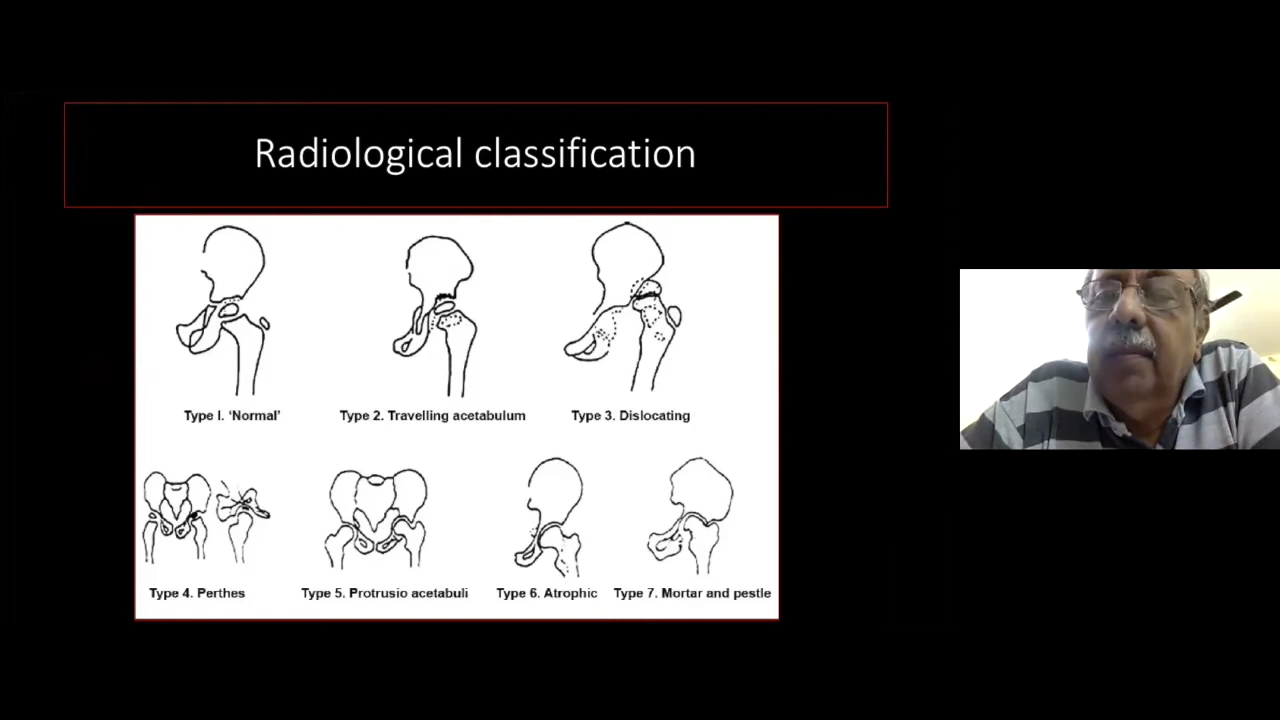 Radiological classification
Type I. ‘Normal’
Type 2. Travelling acetabulum
Type 3. Dislocating
Type 4. Perthes
Type 5. Protrusio acetabuli
Type 6. Atrophic
Type 7. Mortar and pestle